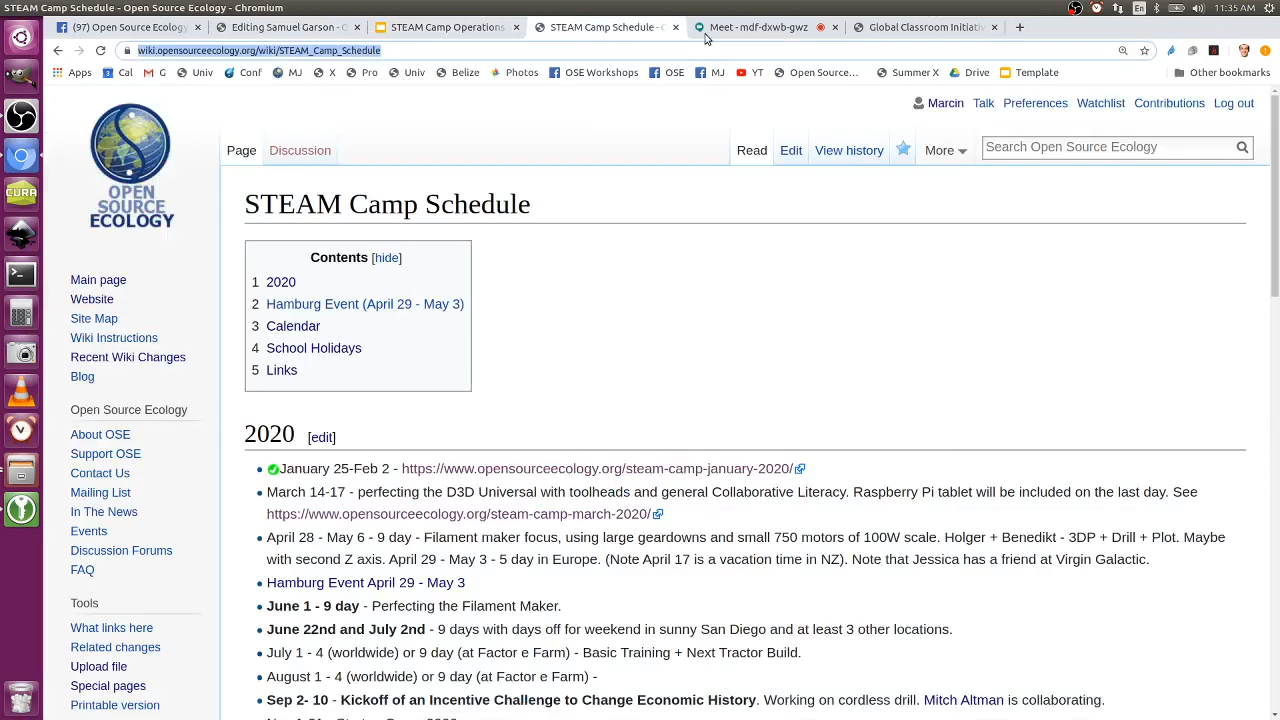 STEAM Camp Schedule - Open Source Ecology - Chromium
En
11:35 AM
(97) Open Source Ecology
Editing Samuel Garson -
STEAM Camp Operations
STEAM Camp Schedule -
Meet - mdf-dxwb-gwz
Global Classroom Initiativ
wiki.opensourceecology.org/wiki/STEAM_Camp_Schedule
Apps
Cal
G
Univ
Conf
MJ
X
Pro
Univ
Belize
Photos
OSE Workshops
OSE
MJ
YT
Open Source…
Summer X
Drive
Template
Other bookmarks
Marcin
Talk
Preferences
Watchlist
Contributions
Log out
OPEN
SOURCE
ECOLOGY
Page
Discussion
Read
Edit
View history
More
Search Open Source Ecology
CURA
STEAM Camp Schedule
Contents [hide]
1 2020
2 Hamburg Event (April 29 - May 3)
3 Calendar
4 School Holidays
5 Links
Main page
Website
Site Map
Wiki Instructions
Recent Wiki Changes
Blog
Open Source Ecology
About OSE
Support OSE
Contact Us
Mailing List
In The News
Events
Discussion Forums
FAQ
Tools
What links here
Related changes
Upload file
Special pages
Printable version
2020 [edit]
January 25-Feb 2 - https://www.opensourceecology.org/steam-camp-january-2020/
March 14-17 - perfecting the D3D Universal with toolheads and general Collaborative Literacy. Raspberry Pi tablet will be included on the last day. See
https://www.opensourceecology.org/steam-camp-march-2020/
April 28 - May 6 - 9 day - Filament maker focus, using large geardowns and small 750 motors of 100W scale. Holger + Benedikt - 3DP + Drill + Plot. Maybe
with second Z axis. April 29 - May 3 - 5 day in Europe. (Note April 17 is a vacation time in NZ). Note that Jessica has a friend at Virgin Galactic.
Hamburg Event April 29 - May 3
June 1 - 9 day - Perfecting the Filament Maker.
June 22nd and July 2nd - 9 days with days off for weekend in sunny San Diego and at least 3 other locations.
July 1 - 4 (worldwide) or 9 day (at Factor e Farm) - Basic Training + Next Tractor Build.
August 1 - 4 (worldwide) or 9 day (at Factor e Farm) -
Sep 2- 10 - Kickoff of an Incentive Challenge to Change Economic History. Working on cordless drill. Mitch Altman is collaborating.